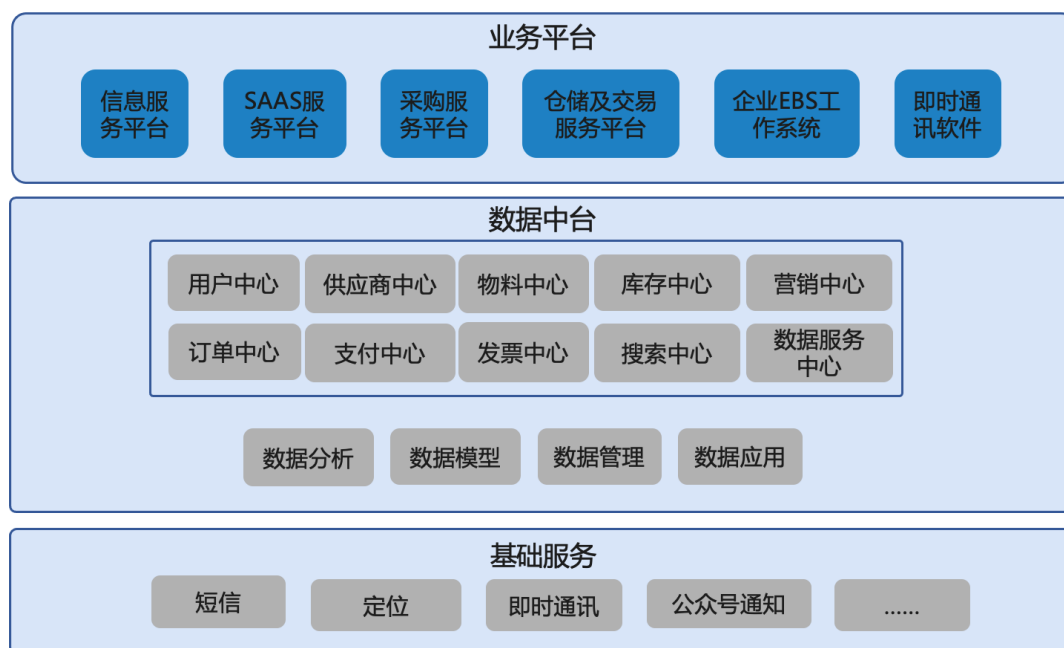 业务平台
信息服
务平台
SAAS服
务平台
采购服
务平台
仓储及交易
服务平台
企业EBS工
作系统
即时通
讯软件
数据中台
用户中心
供应商中心
物料中心
库存中心
营销中心
订单中心
支付中心
发票中心
搜索中心
数据服务
中心
数据分析
数据模型
数据管理
数据应用
基础服务
短信
定位
即时通讯
公众号通知
......